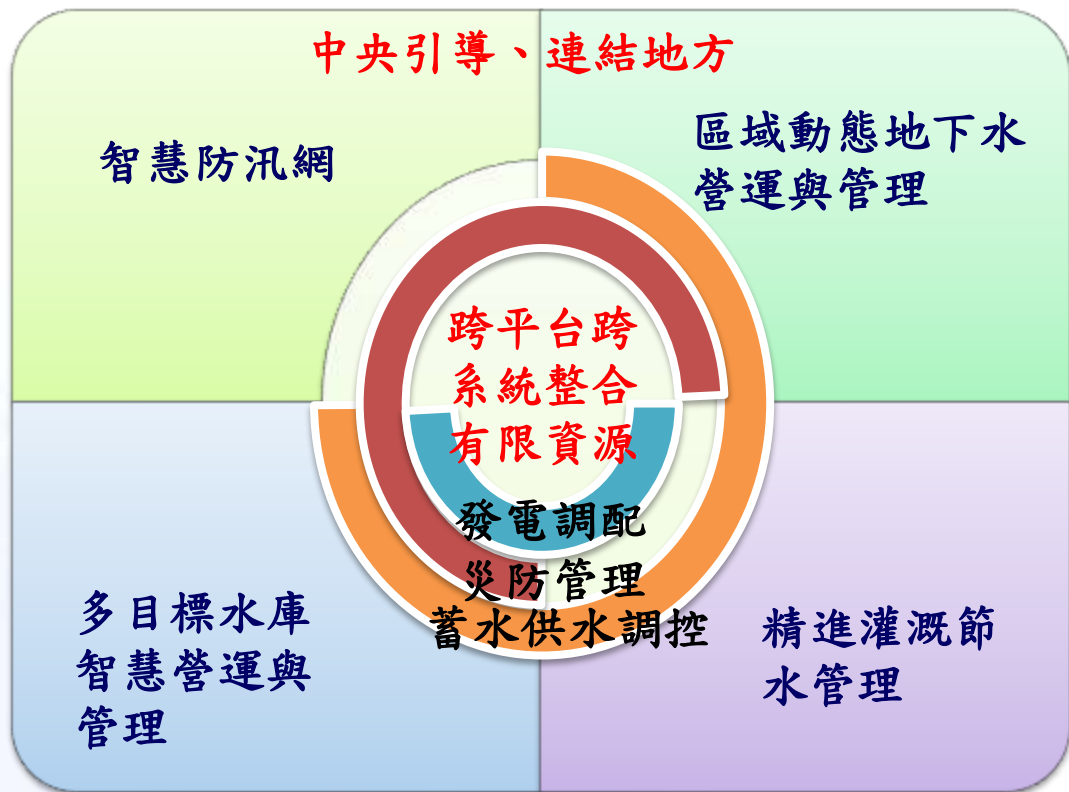 中央引導、連結地方
智慧防汛網
區域動態地下水
營運與管理
跨平台跨
系統整合
有限資源
發電調配
災防管理
蓄水供水調控
多目標水庫
智慧營運與
管理
精進灌溉節
水管理